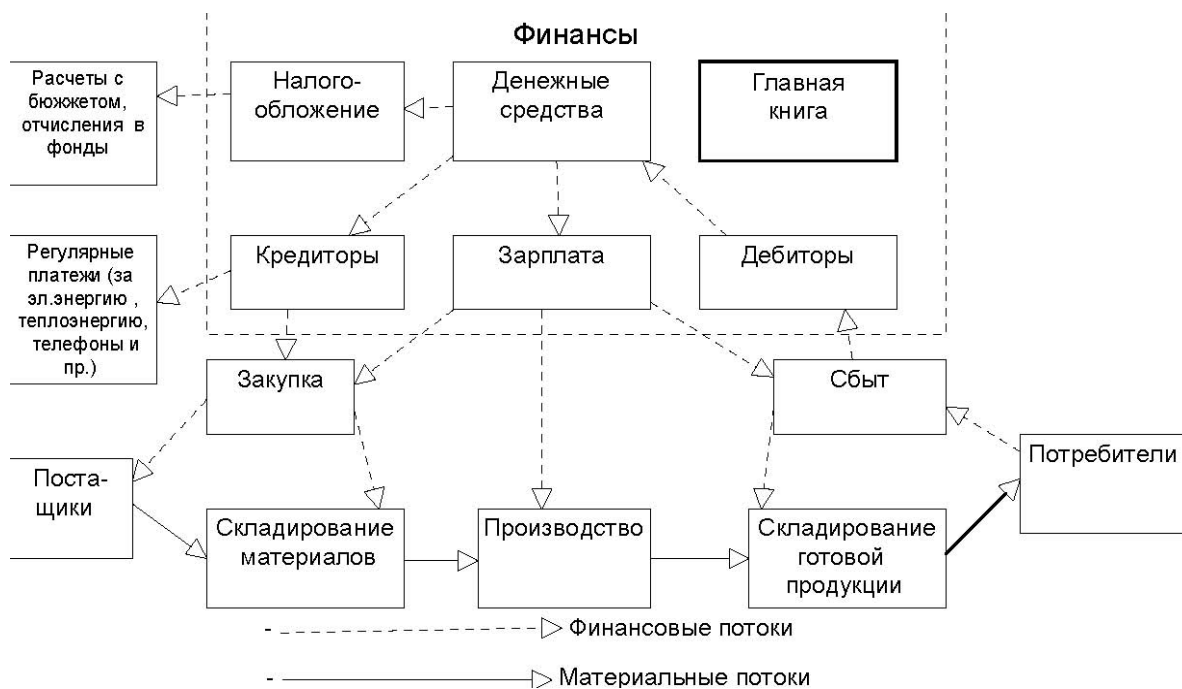 Финансы
Расчеты с
бюжжетом,
отчисления в
фонды
Налого-
обложение
Денежные
средства
Главная
книга
Регулярные
платежи (за
эл.энергию ,
теплоэнергию,
телефоны и
пр.)
Кредиторы
Зарплата
Дебиторы
Закупка
Сбыт
Поста-
щики
Потребители
Складирование
материалов
Производство
Складирование
готовой
продукции
- Финансовые потоки
- Материальные потоки